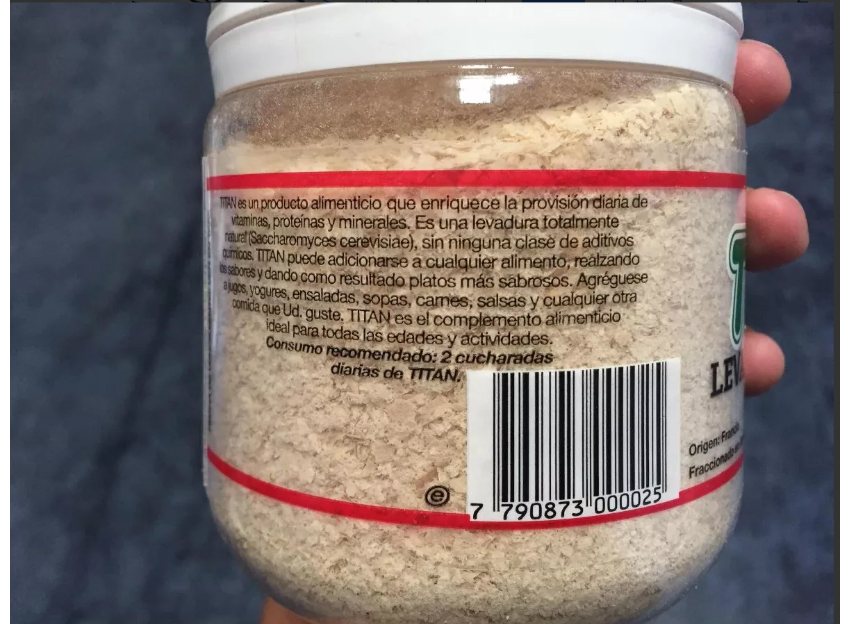 TITAN es un producto alimenticio que enriquece la provisión diaria de
vitaminas, proteínas y minerales. Es una levadura totalmente
natural (Saccharomyces cerevisiae), sin ninguna clase de aditivos
químicos. TITAN puede adicionarse a cualquier alimento, realzando
los sabores y dando como resultado platos más sabrosos. Agréguese
a jugos, yogures, ensaladas, sopas, carnes, salsas y cualquier otra
comida que Ud. guste, TITAN es el complemento alimenticio
ideal para todas las edades y actividades.
Consumo recomendado: 2 cucharadas
diarias de TITAN.
e
7 790873 000025
T
LEV
Origen: Francia
Fraccionado